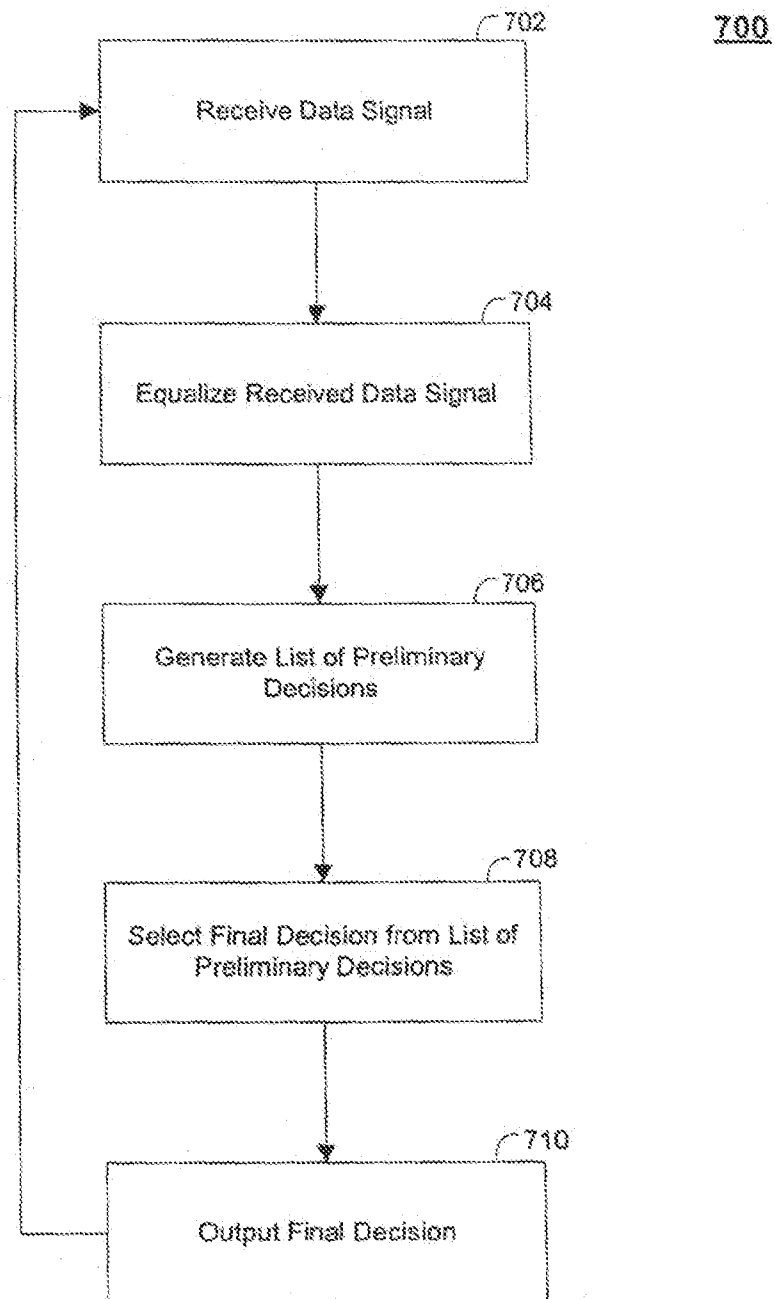 700
702
Receive Data Signal
704
Equalize Received Data Signal
706
Generate List of Preliminary
Decisions
708
Select Final Decision from List of
Preliminary Decisions
710
Output Final Decision